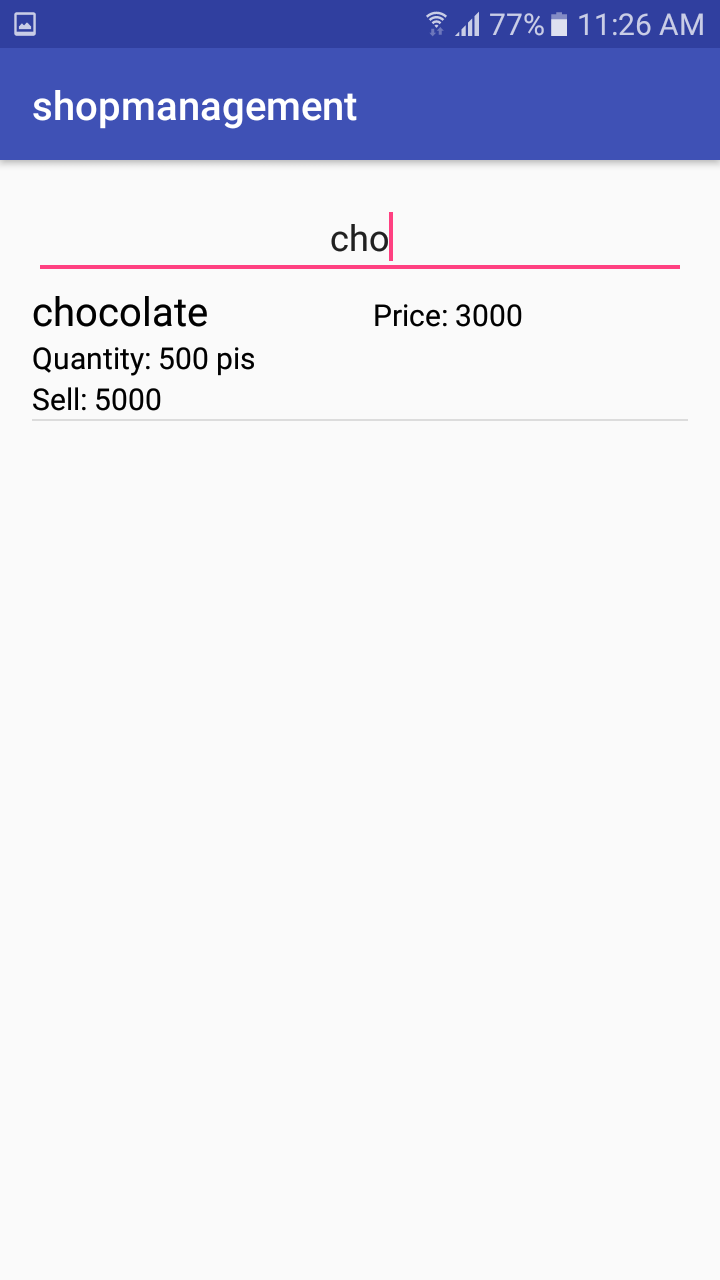 77% 11:26 AM
shopmanagement
cho
chocolate Price: 3000
Quantity: 500 pis
Sell: 5000